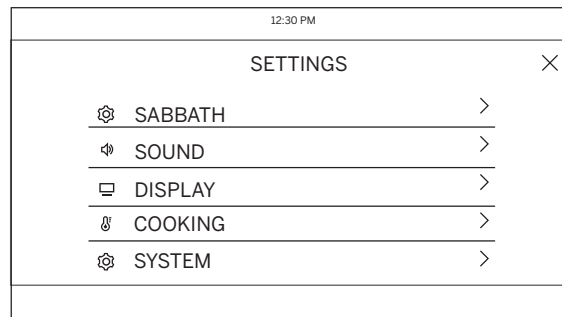 12:30 PM
SETTINGS
SABBATH
SOUND
DISPLAY
COOKING
SYSTEM